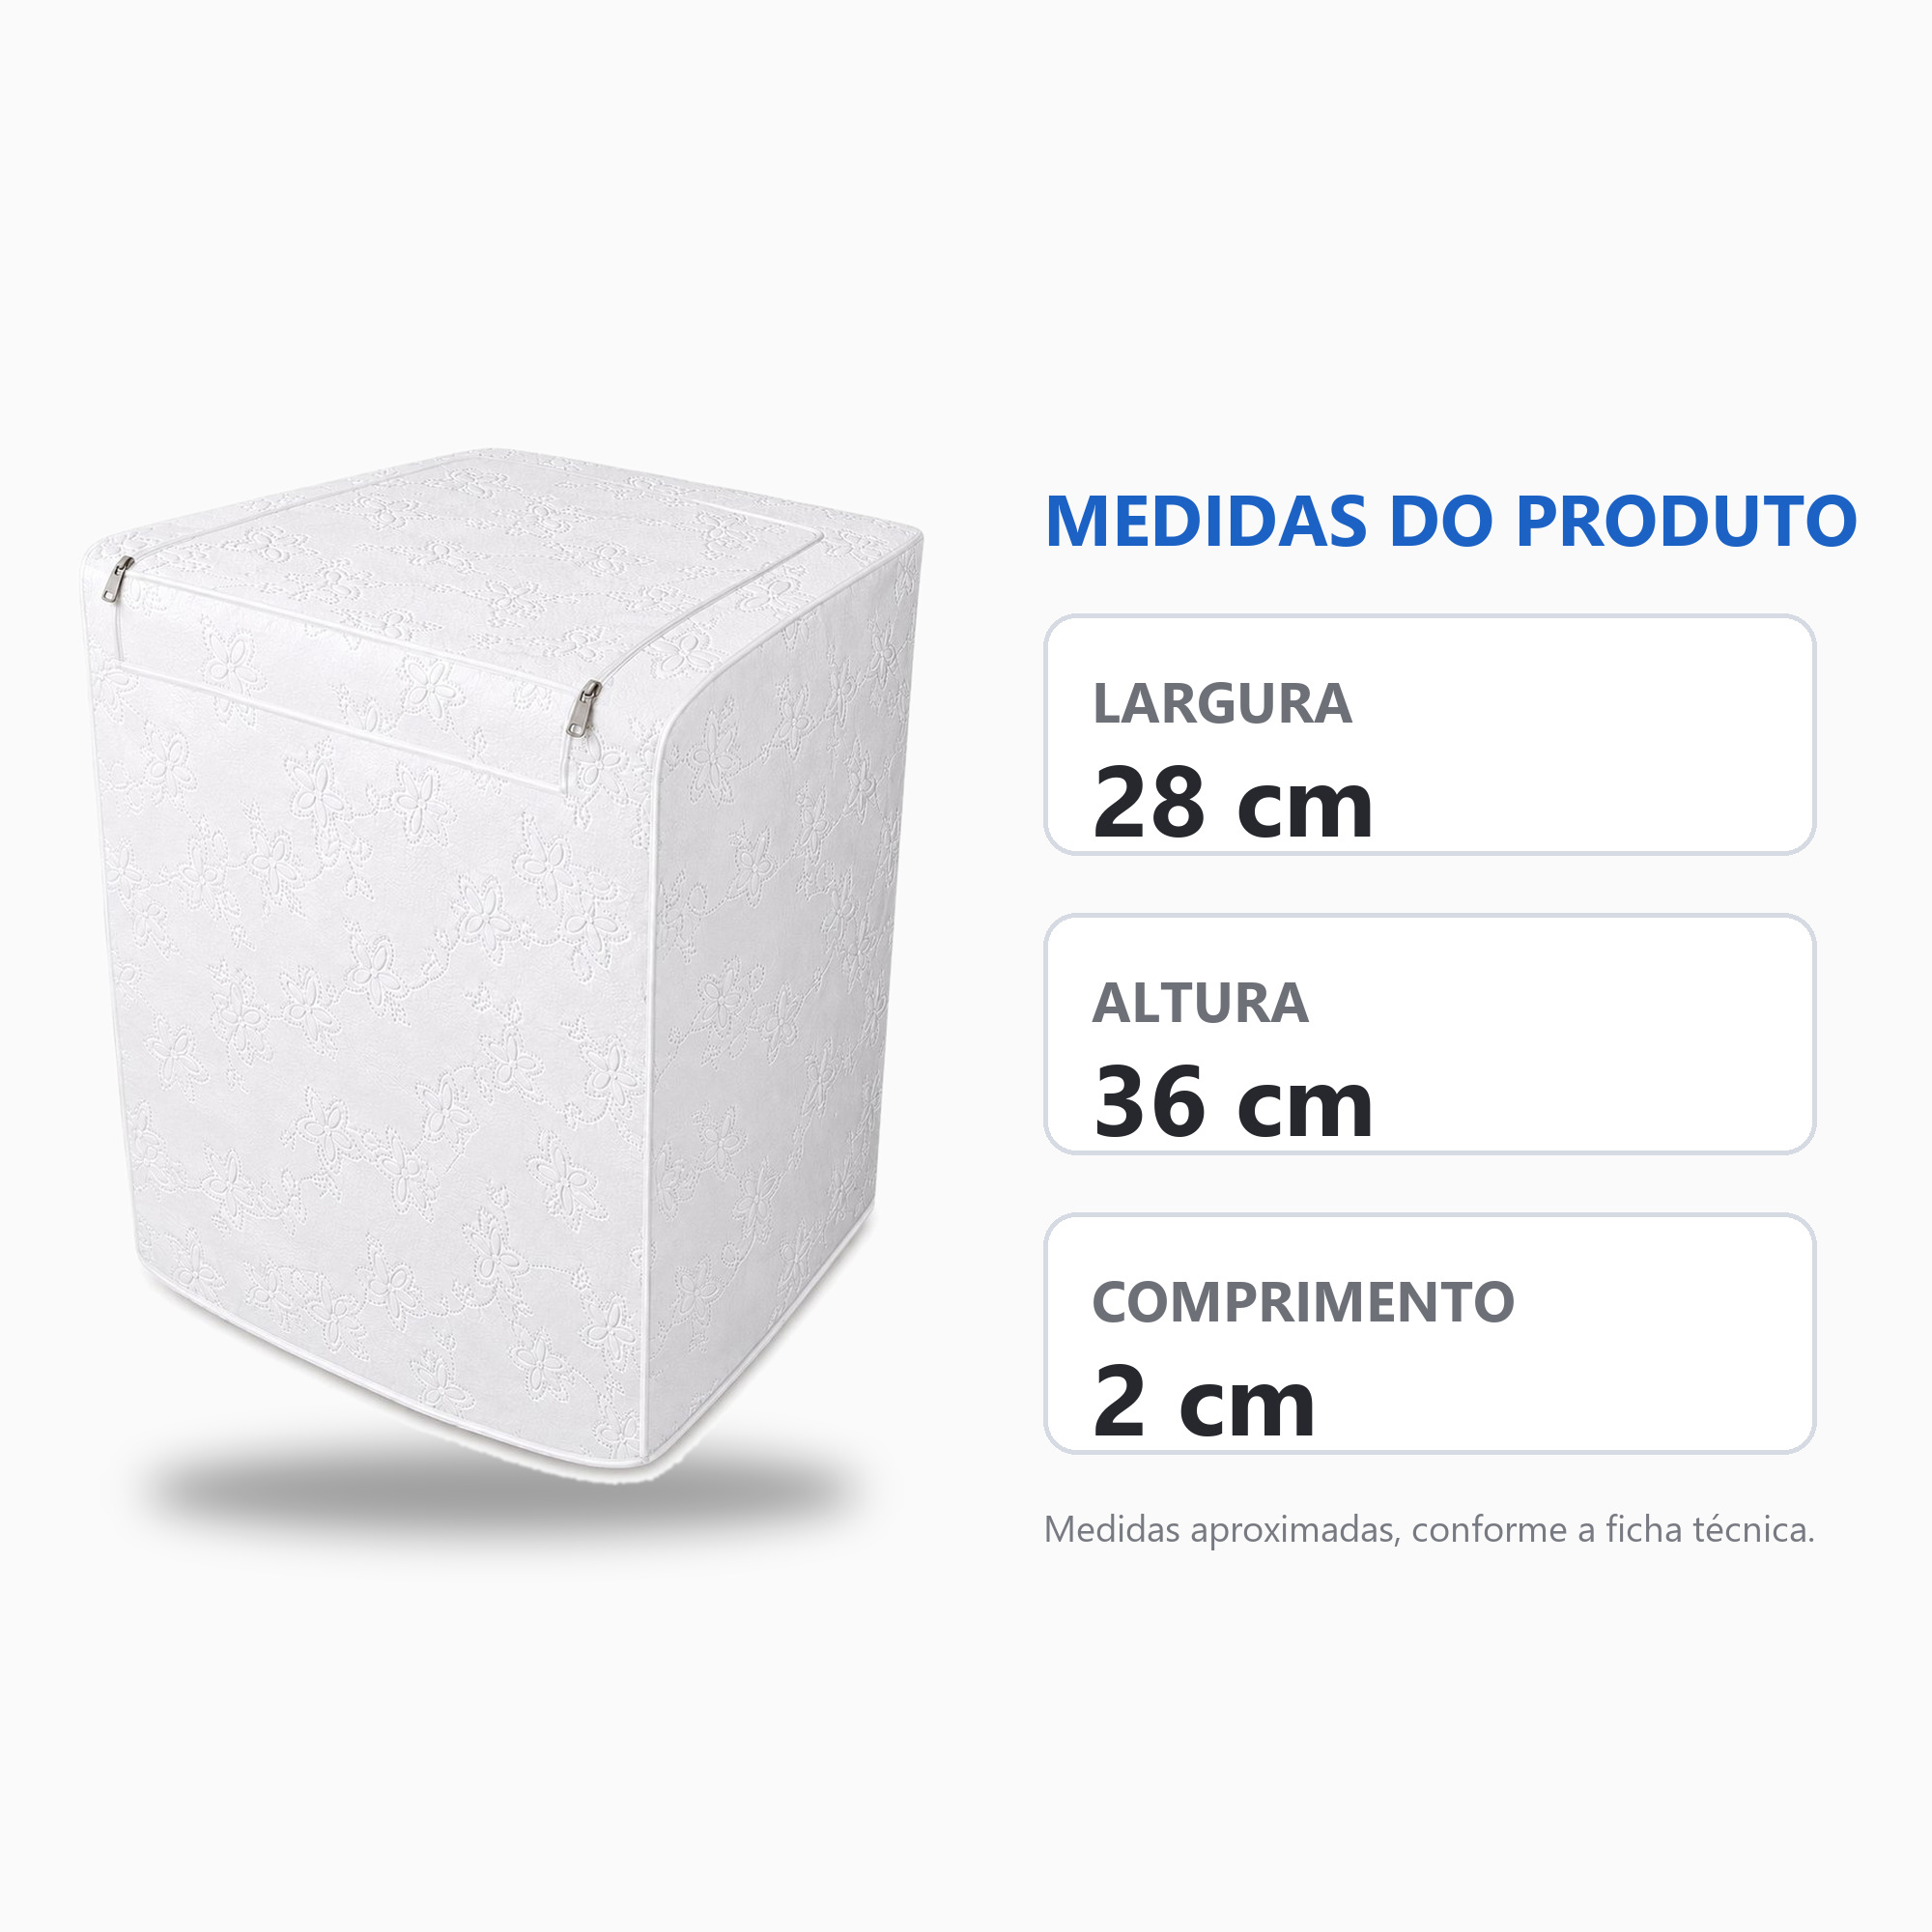 MEDIDAS DO PRODUTO
LARGURA
28 cm
ALTURA
36 cm
COMPRIMENTO
2 cm
Medidas aproximadas, conforme a ficha técnica.